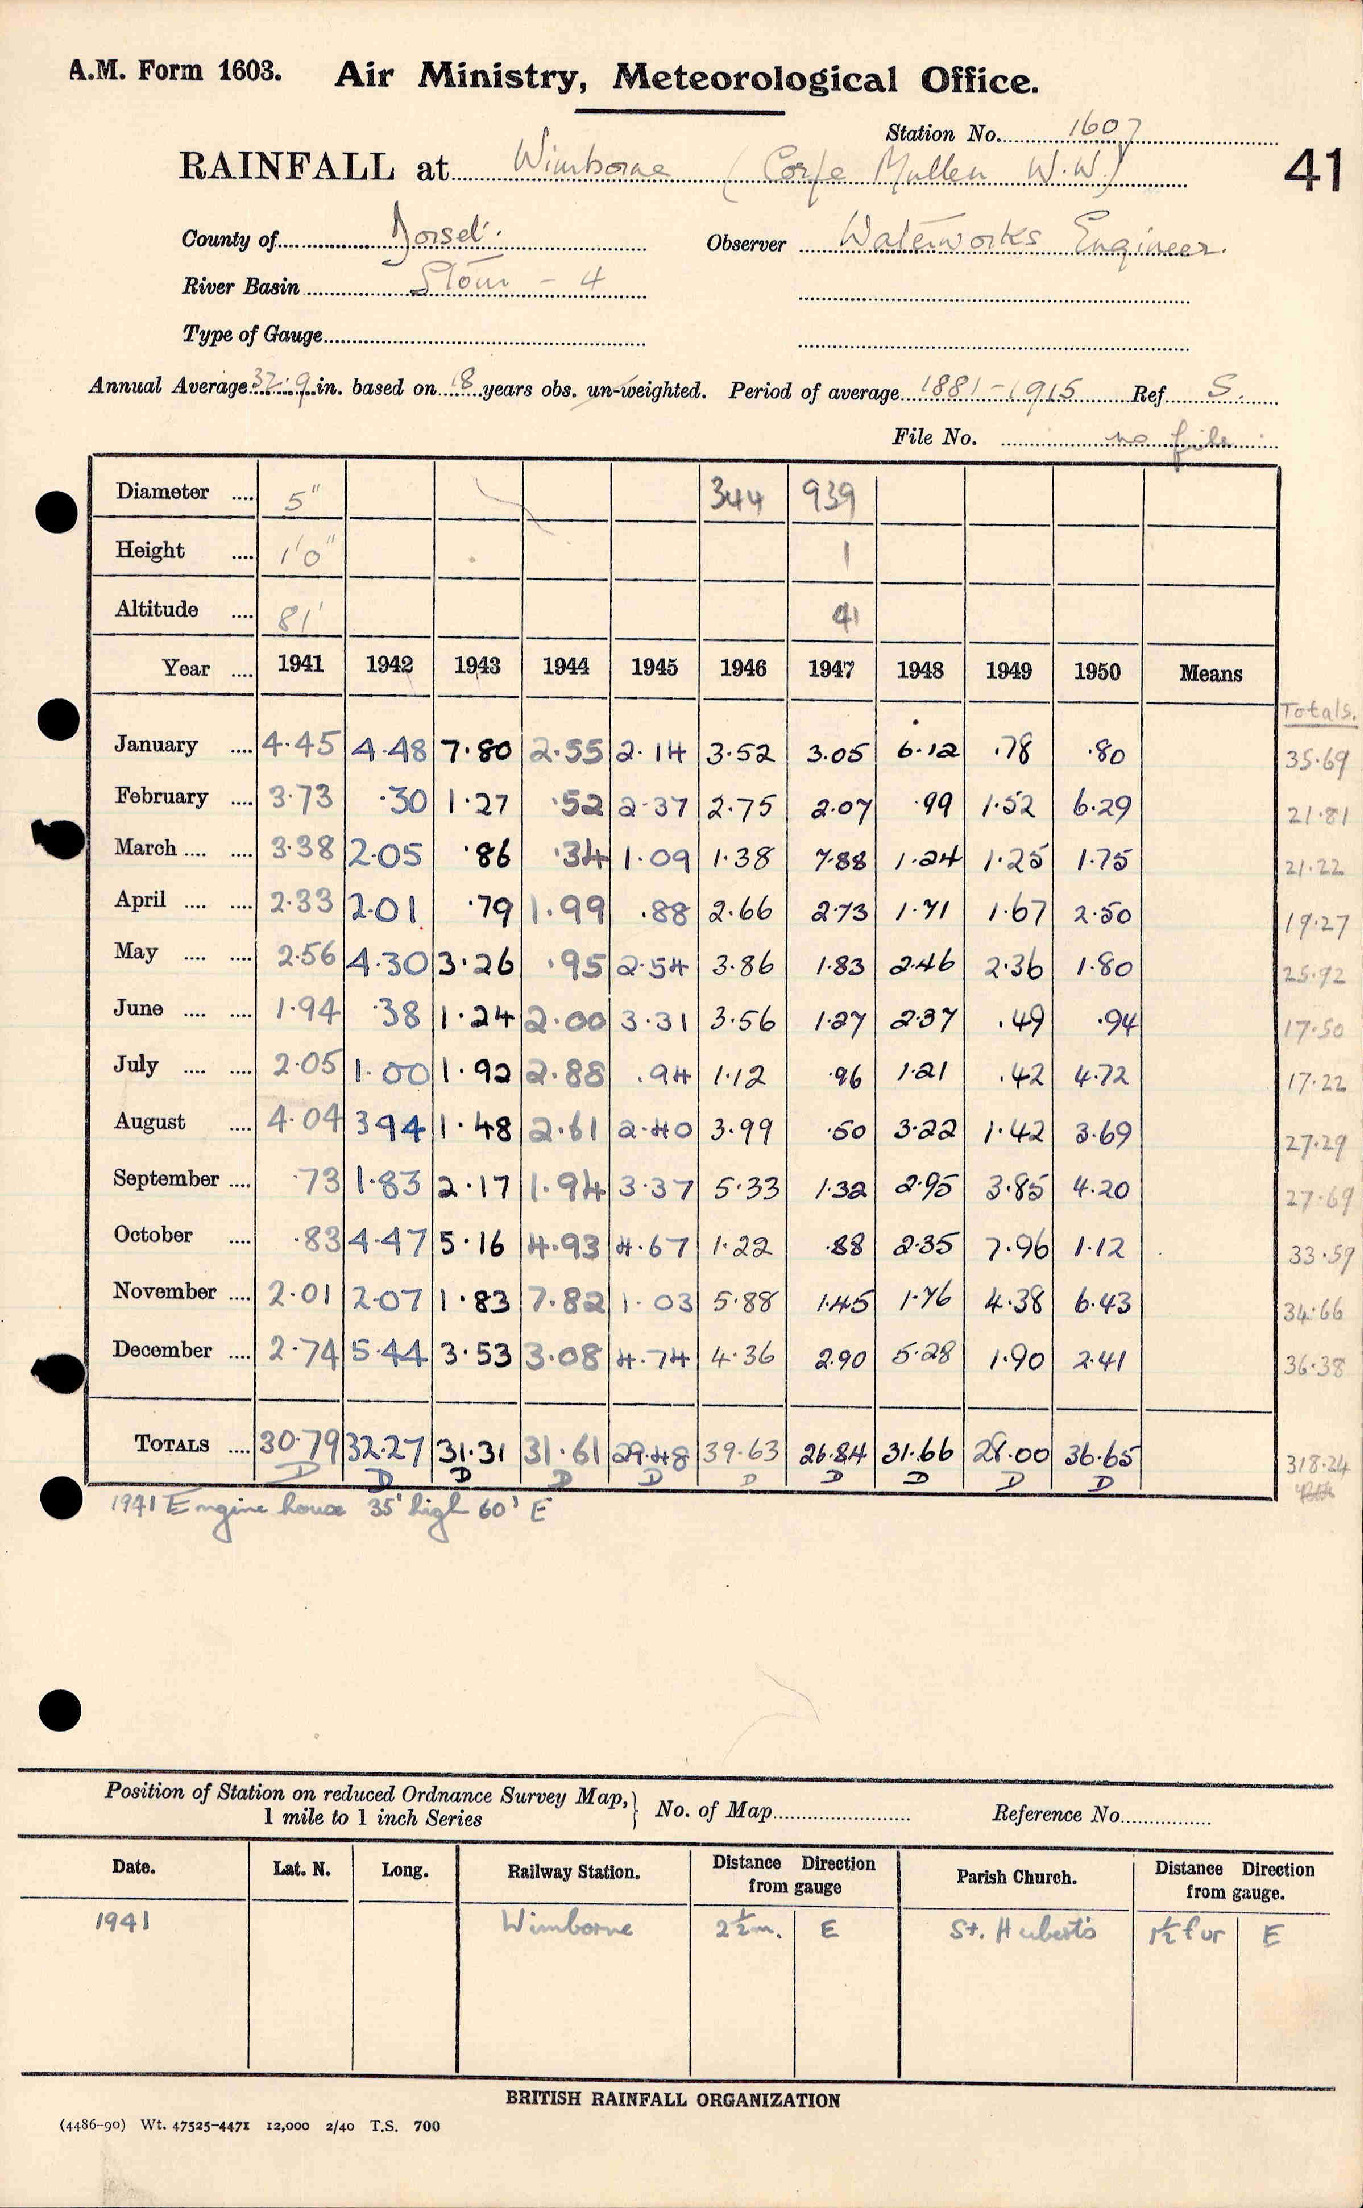 A.M. Form 1603. Air Ministry, Meteorological Office.
Station No. 1607
RAINFALL at Wimborne (Corfe Mullen W.W.) 41
County of Dorset. Observer Waterworks Engineer.
River Basin Stour - 4
Type of Gauge
Annual Average 32.9 in. based on 18 years obs. un-weighted. Period of average 1881-1915 Ref S.
File No. no file
Diameter .... 5" 344 939
Height .... 1'0" 1
Altitude .... 81' 41
Year .... 1941 1942 1943 1944 1945 1946 1947 1948 1949 1950 Means
Totals.
January .... 4.45 4.48 7.80 2.55 2.14 3.52 3.05 6.12 .78 .80 35.69
February .... 3.73 .30 1.27 .52 2.37 2.75 2.07 .99 1.52 6.29 21.81
March .... .... 3.38 2.05 .86 .34 1.09 1.38 7.88 1.24 1.25 1.75 21.22
April .... .... 2.33 2.01 .79 1.99 .88 2.66 2.73 1.71 1.67 2.50 19.27
May .... .... 2.56 4.30 3.26 .95 2.54 3.86 1.83 2.46 2.36 1.80 25.92
June .... .... 1.94 .38 1.24 2.00 3.31 3.56 1.27 2.37 .49 .94 17.50
July .... .... 2.05 1.00 1.92 2.88 .94 1.12 .96 1.21 .42 4.72 17.22
August .... 4.04 3 94 1.48 2.61 2.40 3.99 .50 3.22 1.42 3.69 27.29
September .... .73 1.83 2.17 1.94 3.37 5.33 1.32 2.95 3.85 4.20 27.69
October .... .83 4.47 5.16 4.93 4.67 1.22 .88 2.35 7.96 1.12 33.59
November .... 2.01 2.07 1.83 7.82 1.03 5.88 1.45 1.76 4.38 6.43 34.66
December .... 2.74 5.44 3.53 3.08 4.74 4.36 2.90 5.28 1.90 2.41 36.38
TOTALS .... 30.79 32.27 31.31 31.61 29.48 39.63 26.84 31.66 28.00 36.65 318.24
D D D D D D D D D D
1941 Engine house 35' high 60' E
Position of Station on reduced Ordnance Survey Map, } No. of Map Reference No.
1 mile to 1 inch Series
Date. Lat. N. Long. Railway Station. Distance Direction from gauge Parish Church. Distance Direction from gauge.
1941 Wimborne 2½m. E St. Hubert's 1½ fur E
BRITISH RAINFALL ORGANIZATION
(4486-90) Wt. 47525-4471 12,000 2/40 T.S. 700